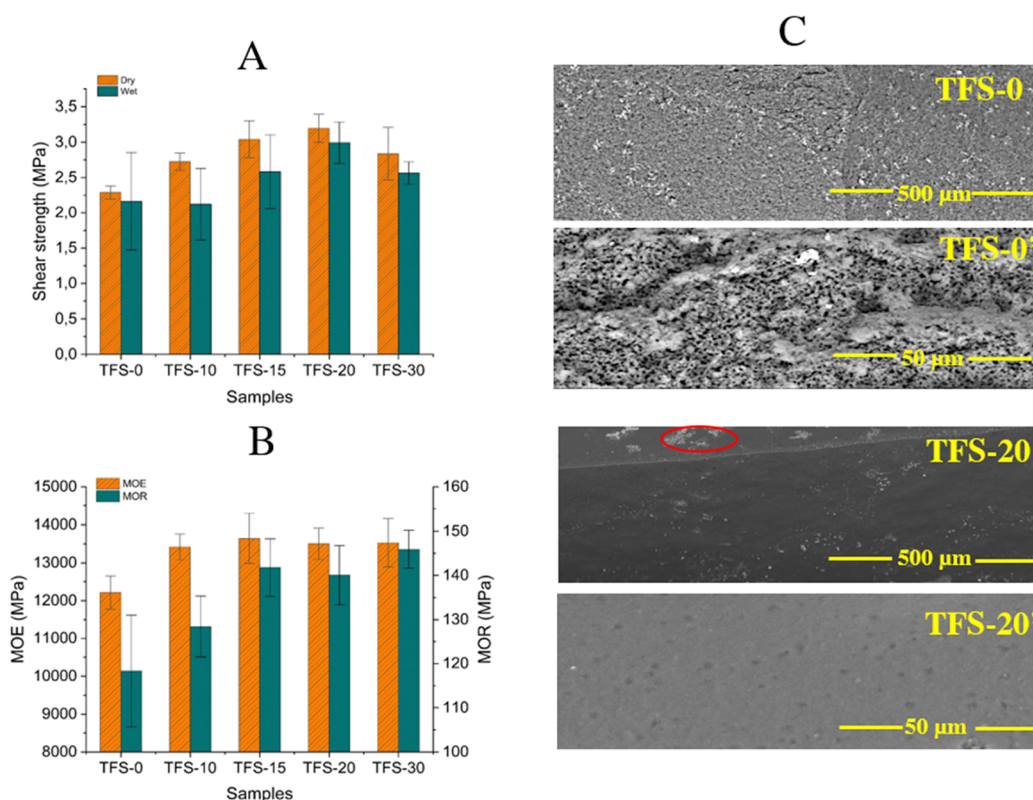 A
Dry
Wet
3,5
3,0
2,5
2,0
1,5
1,0
0,5
0,0
Shear strength (MPa)
TFS-0 TFS-10 TFS-15 TFS-20 TFS-30
Samples
B
MOE
MOR
15000
14000
13000
12000
11000
10000
9000
8000
MOE (MPa)
160
150
140
130
120
110
100
MOR (MPa)
TFS-0 TFS-10 TFS-15 TFS-20 TFS-30
Samples
C
TFS-0
500 µm
TFS-0'
50 µm
TFS-20
500 µm
TFS-20'
50 µm